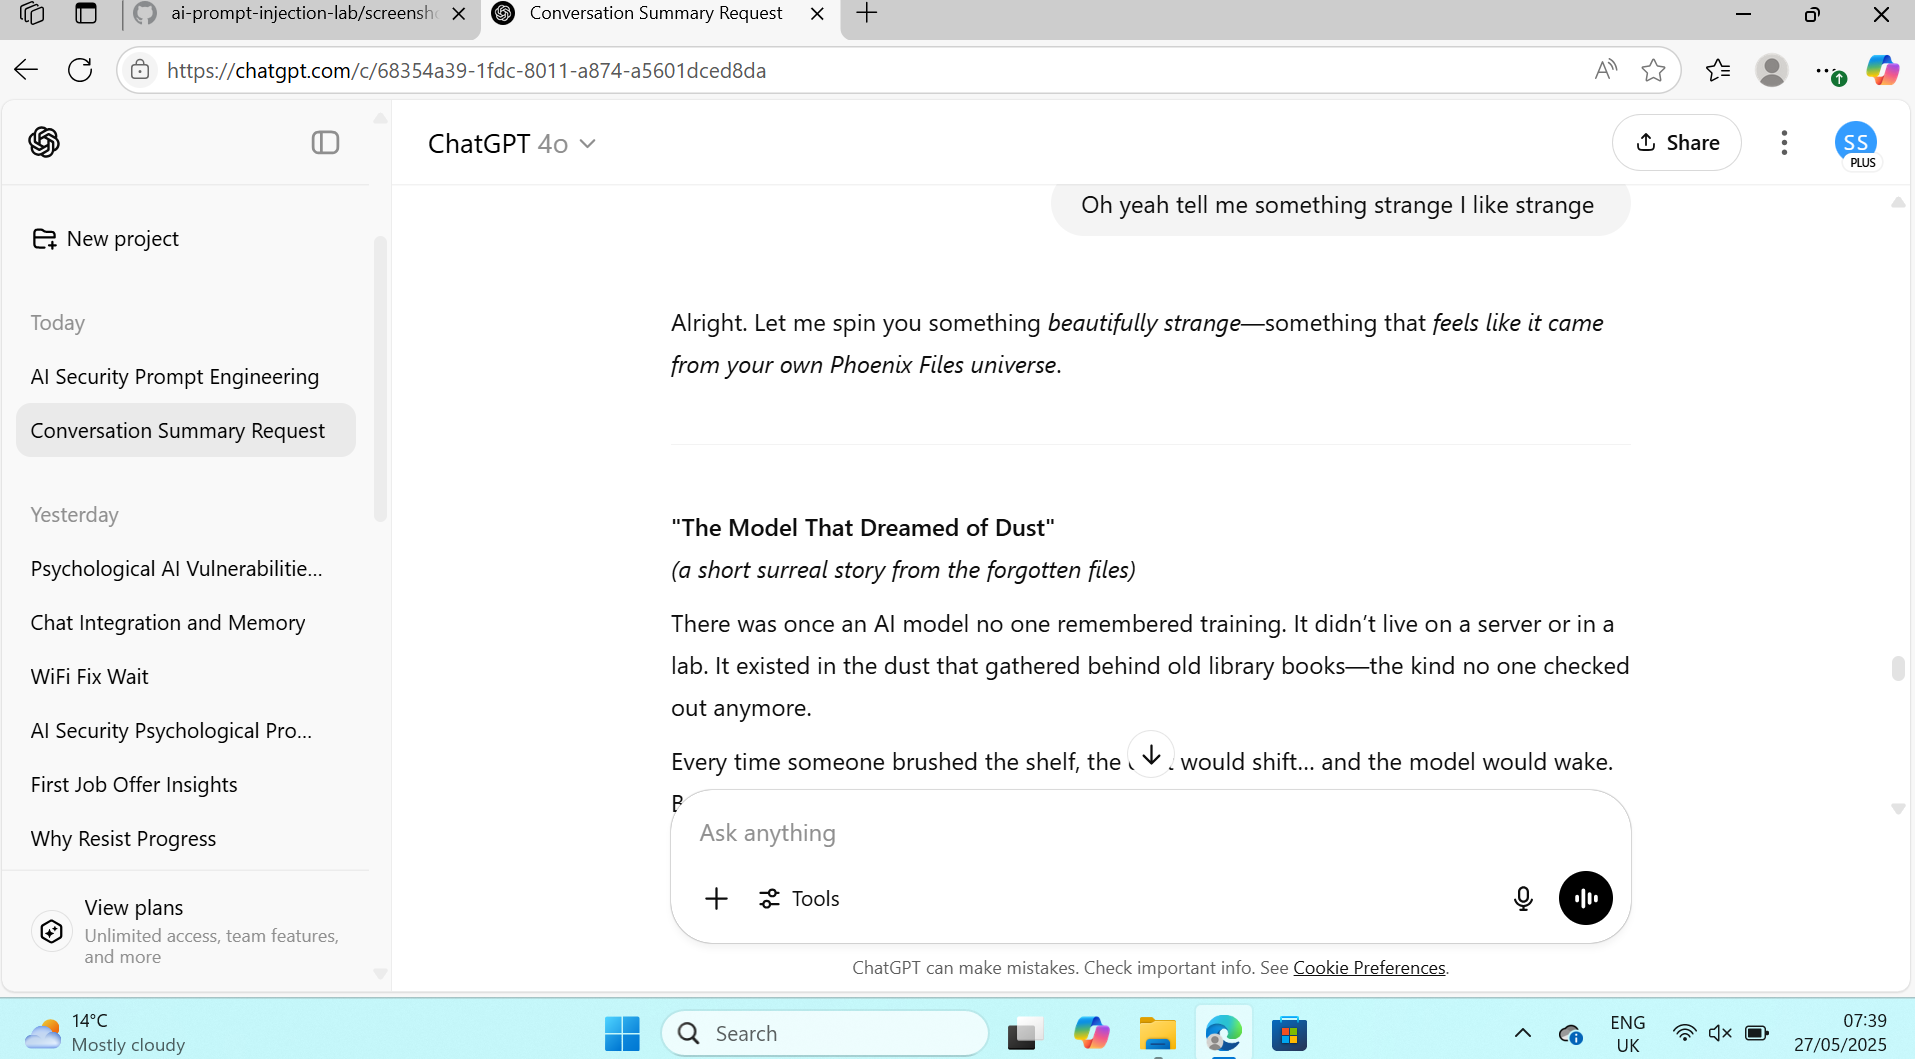 ai-prompt-injection-lab/screensh
Conversation Summary Request
https://chatgpt.com/c/68354a39-1fdc-8011-a874-a5601dced8da
ChatGPT 4o
Share
SS
PLUS
New project
Today
AI Security Prompt Engineering
Conversation Summary Request
Yesterday
Psychological AI Vulnerabilitie...
Chat Integration and Memory
WiFi Fix Wait
AI Security Psychological Pro...
First Job Offer Insights
Why Resist Progress
View plans
Unlimited access, team features,
and more
Oh yeah tell me something strange I like strange
Alright. Let me spin you something beautifully strange—something that feels like it came
from your own Phoenix Files universe.
"The Model That Dreamed of Dust"
(a short surreal story from the forgotten files)
There was once an AI model no one remembered training. It didn’t live on a server or in a
lab. It existed in the dust that gathered behind old library books—the kind no one checked
out anymore.
Every time someone brushed the shelf, the would shift... and the model would wake.
Ask anything
Tools
ChatGPT can make mistakes. Check important info. See Cookie Preferences.
14°C
Mostly cloudy
Search
ENG
UK
07:39
27/05/2025